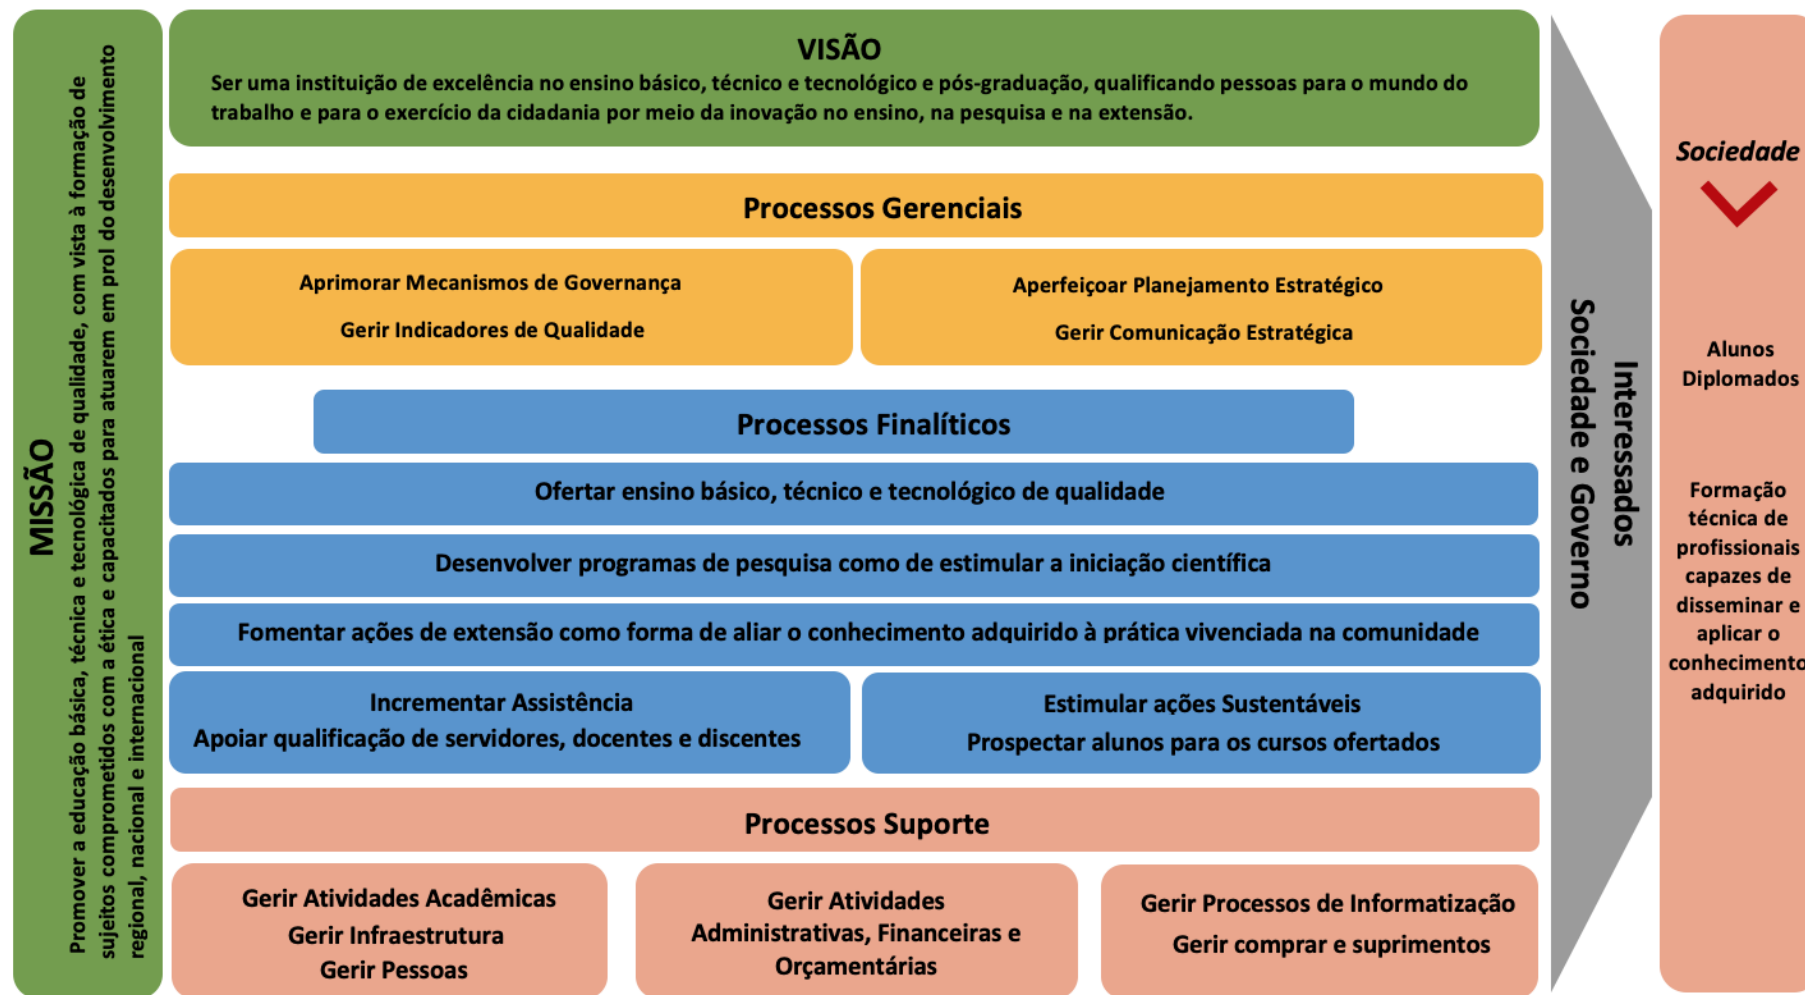 MISSÃO
Promover a educação básica, técnica e tecnológica de qualidade, com vista à formação de
sujeitos comprometidos com a ética e capacitados para atuarem em prol do desenvolvimento
regional, nacional e internacional
VISÃO
Ser uma instituição de excelência no ensino básico, técnico e tecnológico e pós-graduação, qualificando pessoas para o mundo do
trabalho e para o exercício da cidadania por meio da inovação no ensino, na pesquisa e na extensão.
Processos Gerenciais
Aprimorar Mecanismos de Governança
Gerir Indicadores de Qualidade
Aperfeiçoar Planejamento Estratégico
Gerir Comunicação Estratégica
Processos Finalíticos
Ofertar ensino básico, técnico e tecnológico de qualidade
Desenvolver programas de pesquisa como de estimular a iniciação científica
Fomentar ações de extensão como forma de aliar o conhecimento adquirido à prática vivenciada na comunidade
Incrementar Assistência
Apoiar qualificação de servidores, docentes e discentes
Estimular ações Sustentáveis
Prospectar alunos para os cursos ofertados
Processos Suporte
Gerir Atividades Acadêmicas
Gerir Infraestrutura
Gerir Pessoas
Gerir Atividades
Administrativas, Financeiras e
Orçamentárias
Gerir Processos de Informatização
Gerir comprar e suprimentos
Interessados
Sociedade e Governo
Sociedade
Alunos
Diplomados
Formação
técnica de
profissionais
capazes de
disseminar e
aplicar o
conhecimento
adquirido